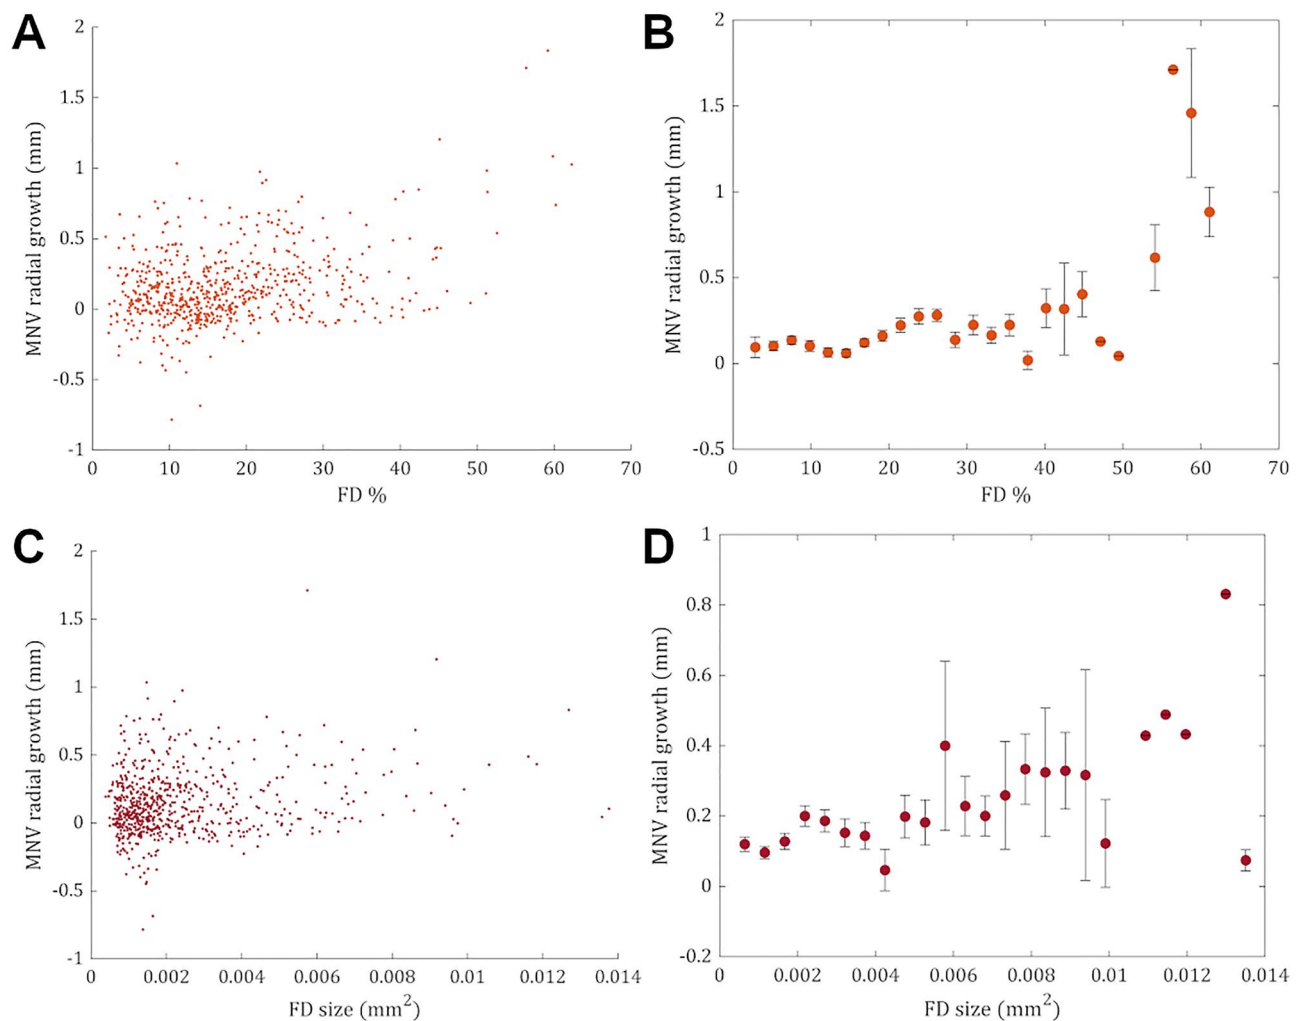 A
2
1.5
1
0.5
0
-0.5
-1
MNV radial growth (mm)
0 10 20 30 40 50 60 70
FD %
B
2
1.5
1
0.5
0
-0.5
MNV radial growth (mm)
0 10 20 30 40 50 60 70
FD %
C
2
1.5
1
0.5
0
-0.5
-1
MNV radial growth (mm)
0 0.002 0.004 0.006 0.008 0.01 0.012 0.014
FD size (mm²)
D
1
0.8
0.6
0.4
0.2
0
-0.2
MNV radial growth (mm)
0 0.002 0.004 0.006 0.008 0.01 0.012 0.014
FD size (mm²)